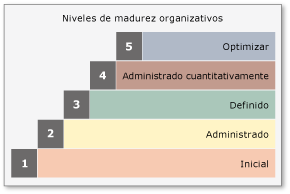 Niveles de madurez organizativos
5 Optimizar
4 Administrado cuantitativamente
3 Definido
2 Administrado
1 Inicial